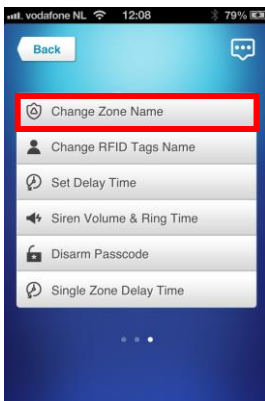 vodafone NL 12:08 79%
Back
Change Zone Name
Change RFID Tags Name
Set Delay Time
Siren Volume & Ring Time
Disarm Passcode
Single Zone Delay Time